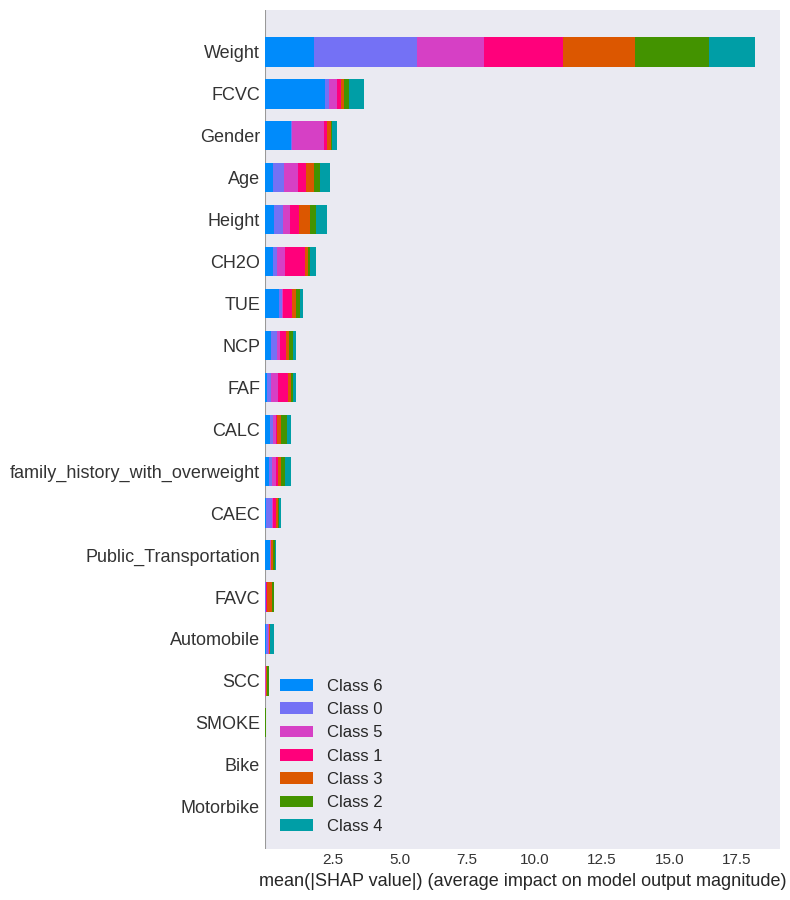 Weight
FCVC
Gender
Age
Height
CH2O
TUE
NCP
FAF
CALC
family_history_with_overweight
CAEC
Public_Transportation
FAVC
Automobile
SCC
SMOKE
Bike
Motorbike
Class 6
Class 0
Class 5
Class 1
Class 3
Class 2
Class 4
2.5 5.0 7.5 10.0 12.5 15.0 17.5
mean(|SHAP value|) (average impact on model output magnitude)